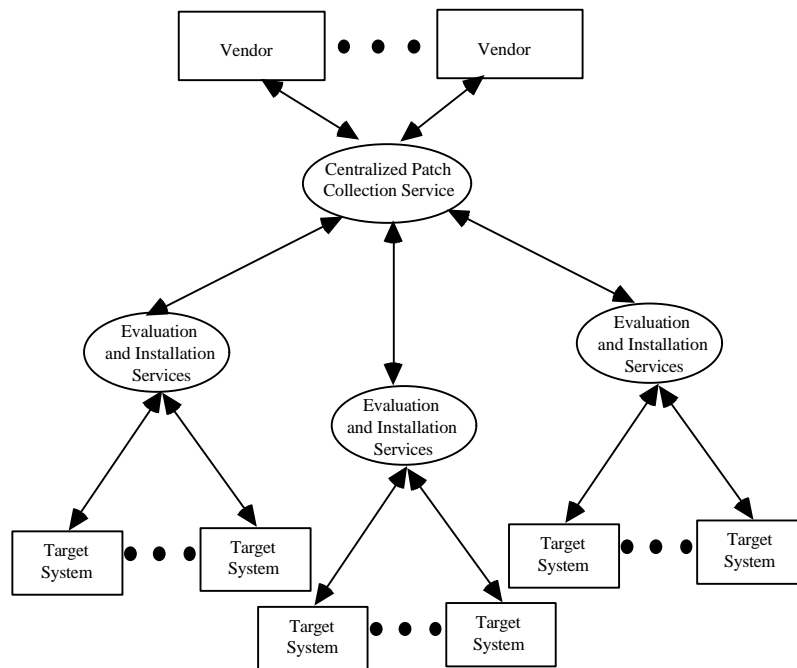 Vendor
Vendor
Centralized Patch
Collection Service
Evaluation
and Installation
Services
Evaluation
and Installation
Services
Evaluation
and Installation
Services
Target
System
Target
System
Target
System
Target
System
Target
System
Target
System